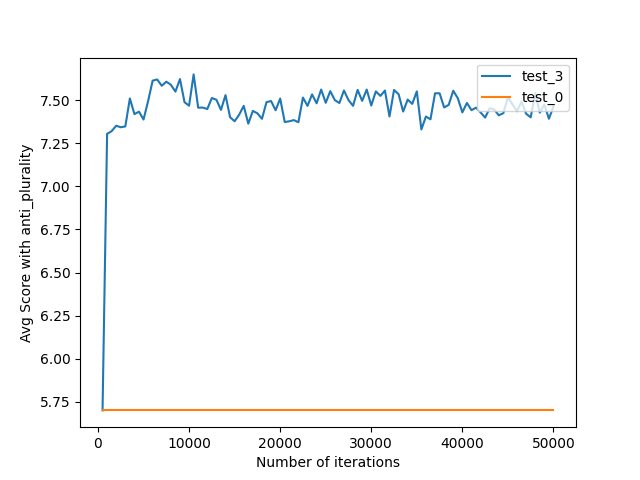 test_3
test_0
7.50
7.25
7.00
6.75
6.50
6.25
6.00
5.75
Avg Score with anti_plurality
0 10000 20000 30000 40000 50000
Number of iterations